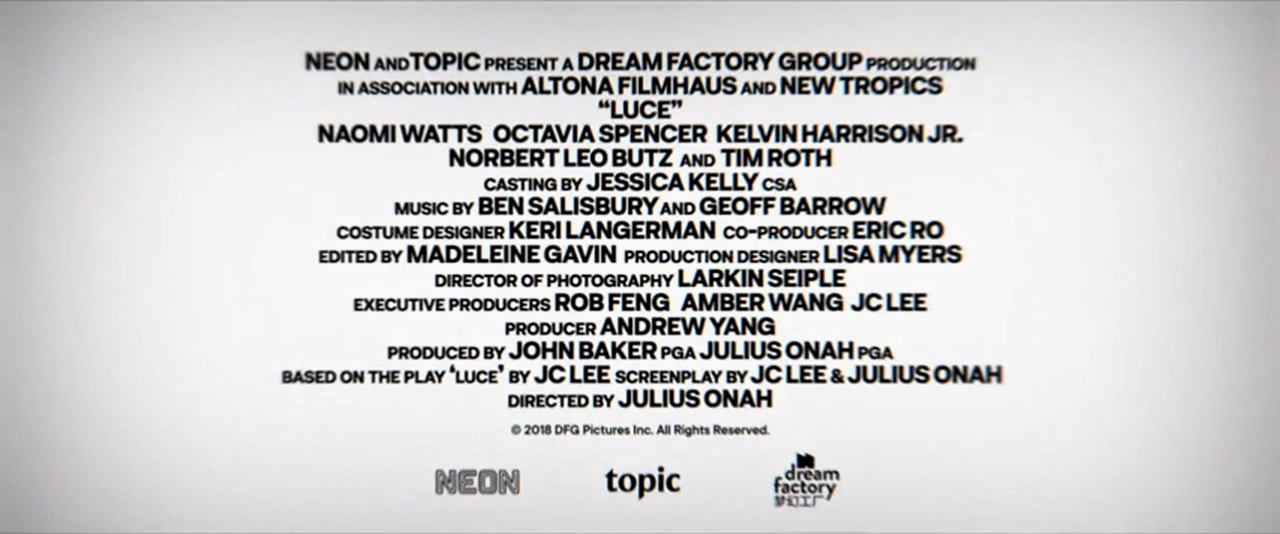 NEON AND TOPIC PRESENT A DREAM FACTORY GROUP PRODUCTION
IN ASSOCIATION WITH ALTONA FILMHAUS AND NEW TROPICS
“LUCE”
NAOMI WATTS OCTAVIA SPENCER KELVIN HARRISON JR.
NORBERT LEO BUTZ AND TIM ROTH
CASTING BY JESSICA KELLY CSA
MUSIC BY BEN SALISBURY AND GEOFF BARROW
COSTUME DESIGNER KERI LANGERMAN CO-PRODUCER ERIC RO
EDITED BY MADELEINE GAVIN PRODUCTION DESIGNER LISA MYERS
DIRECTOR OF PHOTOGRAPHY LARKIN SEIPLE
EXECUTIVE PRODUCERS ROB FENG AMBER WANG JC LEE
PRODUCER ANDREW YANG
PRODUCED BY JOHN BAKER PGA JULIUS ONAH PGA
BASED ON THE PLAY ‘LUCE’ BY JC LEE SCREENPLAY BY JC LEE & JULIUS ONAH
DIRECTED BY JULIUS ONAH
© 2018 DFG Pictures Inc. All Rights Reserved.
NEON topic dream
factory
梦幻工厂